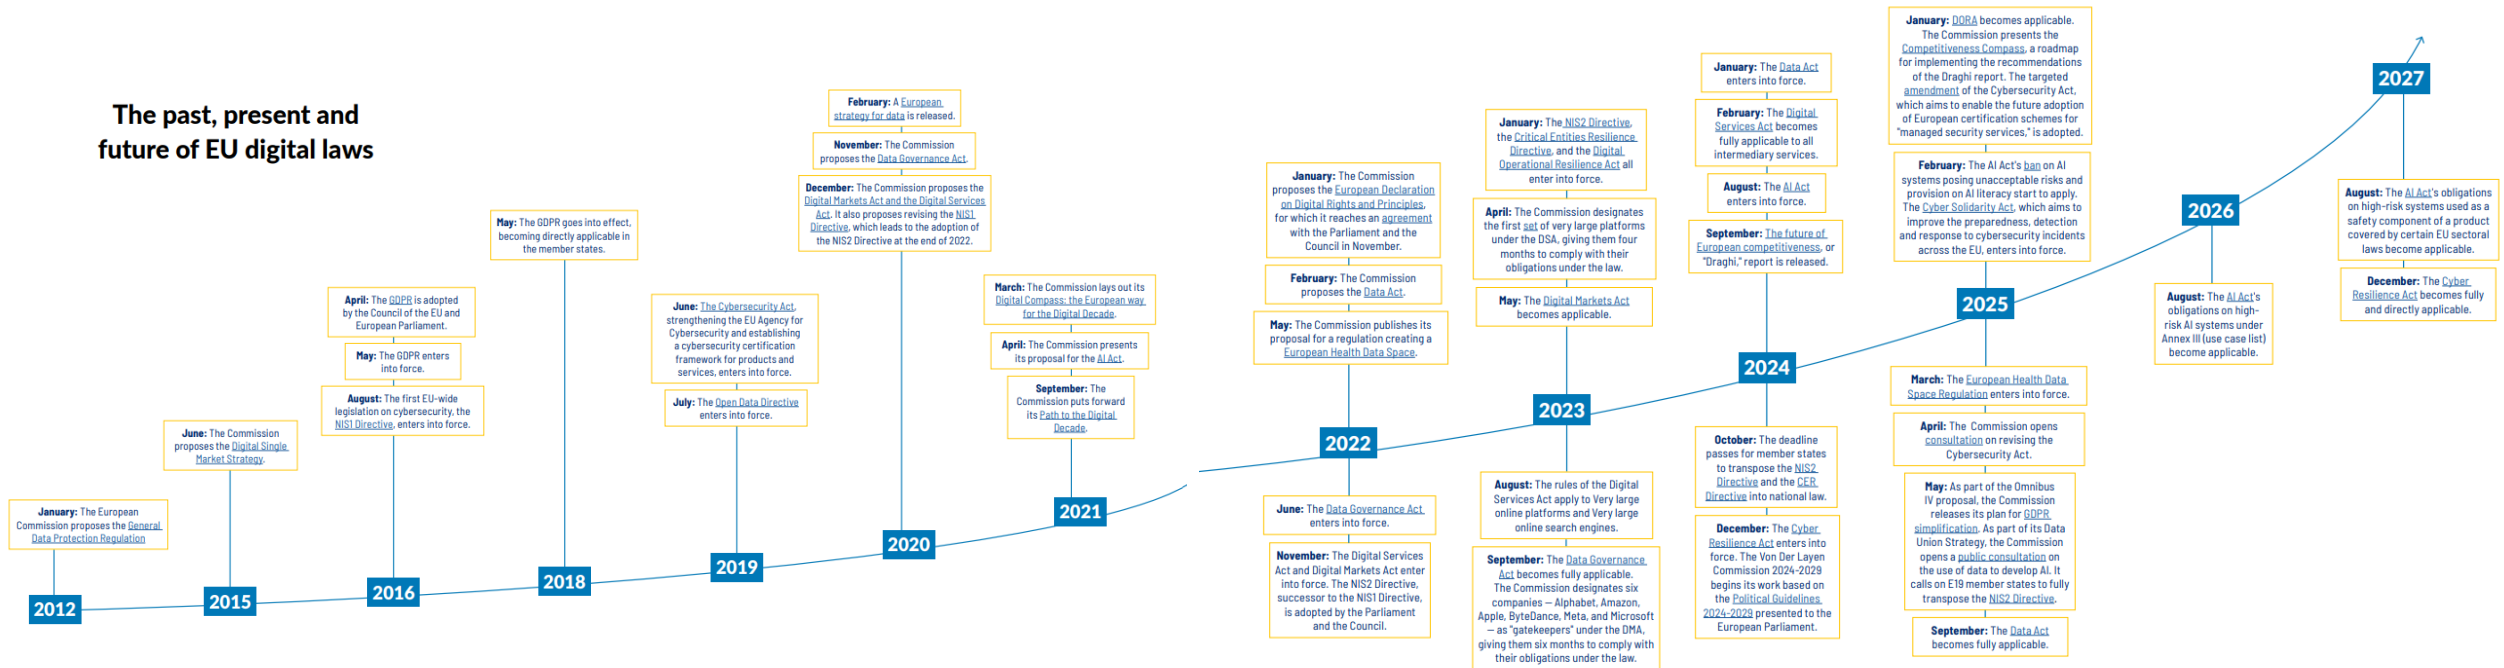 The past, present and
future of EU digital laws
January: The European
Commission proposes the General
Data Protection Regulation
2012
June: The Commission
proposes the Digital Single
Market Strategy.
2015
April: The GDPR is adopted
by the Council of the EU and
European Parliament.
May: The GDPR enters
into force.
August: The first EU-wide
legislation on cybersecurity, the
NIS1 Directive, enters into force.
2016
May: The GDPR goes into effect,
becoming directly applicable in
the member states.
2018
June: The Cybersecurity Act,
strengthening the EU Agency for
Cybersecurity and establishing
a cybersecurity certification
framework for products and
services, enters into force.
July: The Open Data Directive
enters into force.
2019
February: A European
strategy for data is released.
November: The Commission
proposes the Data Governance Act.
December: The Commission proposes the
Digital Markets Act and the Digital Services
Act. It also proposes revising the NIS1
Directive, which leads to the adoption of
the NIS2 Directive at the end of 2022.
2020
March: The Commission lays out its
Digital Compass: the European way
for the Digital Decade.
April: The Commission presents
its proposal for the AI Act.
September: The
Commission puts forward
its Path to the Digital
Decade.
2021
January: The Commission
proposes the European Declaration
on Digital Rights and Principles,
for which it reaches an agreement
with the Parliament and the
Council in November.
February: The Commission
proposes the Data Act.
May: The Commission publishes its
proposal for a regulation creating a
European Health Data Space.
2022
June: The Data Governance Act
enters into force.
November: The Digital Services
Act and Digital Markets Act enter
into force. The NIS2 Directive,
successor to the NIS1 Directive,
is adopted by the Parliament
and the Council.
January: The NIS2 Directive,
the Critical Entities Resilience
Directive, and the Digital
Operational Resilience Act all
enter into force.
April: The Commission designates
the first set of very large platforms
under the DSA, giving them four
months to comply with their
obligations under the law.
May: The Digital Markets Act
becomes applicable.
2023
August: The rules of the Digital
Services Act apply to Very large
online platforms and Very large
online search engines.
September: The Data Governance
Act becomes fully applicable.
The Commission designates six
companies — Alphabet, Amazon,
Apple, ByteDance, Meta, and Microsoft
— as "gatekeepers" under the DMA,
giving them six months to comply with
their obligations under the law.
January: The Data Act
enters into force.
February: The Digital
Services Act becomes
fully applicable to all
intermediary services.
August: The AI Act
enters into force.
September: The future of
European competitiveness, or
"Draghi," report is released.
2024
October: The deadline
passes for member states
to transpose the NIS2
Directive and the CER
Directive into national law.
December: The Cyber
Resilience Act enters into
force. The Von Der Layen
Commission 2024-2029
begins its work based on
the Political Guidelines
2024-2029 presented to the
European Parliament.
January: DORA becomes applicable.
The Commission presents the
Competitiveness Compass, a roadmap
for implementing the recommendations
of the Draghi report. The targeted
amendment of the Cybersecurity Act,
which aims to enable the future adoption
of European certification schemes for
"managed security services," is adopted.
February: The AI Act's ban on AI
systems posing unacceptable risks and
provision on AI literacy start to apply.
The Cyber Solidarity Act, which aims to
improve the preparedness, detection
and response to cybersecurity incidents
across the EU, enters into force.
2025
March: The European Health Data
Space Regulation enters into force.
April: The Commission opens
consultation on revising the
Cybersecurity Act.
May: As part of the Omnibus
IV proposal, the Commission
releases its plan for GDPR
simplification. As part of its Data
Union Strategy, the Commission
opens a public consultation on
the use of data to develop AI. It
calls on E19 member states to fully
transpose the NIS2 Directive.
September: The Data Act
becomes fully applicable.
2026
August: The AI Act's
obligations on high-
risk AI systems under
Annex III (use case list)
become applicable.
2027
August: The AI Act's obligations
on high-risk systems used as a
safety component of a product
covered by certain EU sectoral
laws become applicable.
December: The Cyber
Resilience Act becomes fully
and directly applicable.